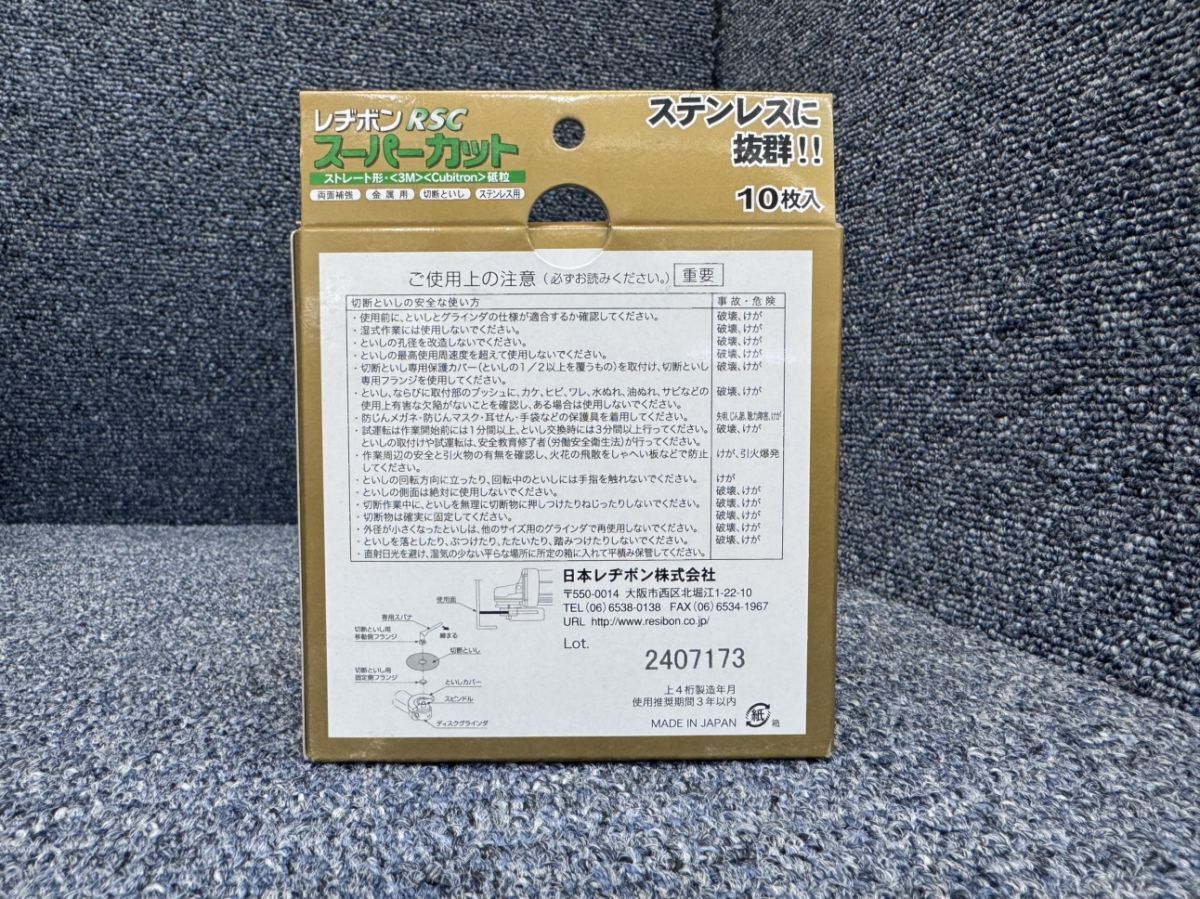 レヂボン RSC
スーパーカット
ストレート形・<3M><Cubitron>砥粒
両面補強 金属用 切断といし ステンレス用
ステンレスに
抜群!!
10枚入
ご使用上の注意（必ずお読みください。） 重要
切断といしの安全な使い方 事故・危険
・使用前に、といしとグラインダの仕様が適合するか確認してください。 破壊、けが
・湿式作業には使用しないでください。 破壊、けが
・といしの孔径を改造しないでください。 破壊、けが
・といしの最高使用周速度を超えて使用しないでください。 破壊、けが
・切断といし専用保護カバー（といしの1／2以上を覆うもの）を取付け、切断といし 破壊、けが
専用フランジを使用してください。
・といし、ならびに取付部のブッシュに、カケ、ヒビ、ワレ、水ぬれ、油ぬれ、サビなどの 破壊、けが
使用上有害な欠陥がないことを確認し、ある場合は使用しないでください。
・防じんメガネ・防じんマスク・耳せん・手袋などの保護具を着用してください。 失明、じん肺、聴力障害、けが
・試運転は作業開始前には1分間以上、といし交換時には3分間以上行ってください。 破壊、けが
といしの取付けや試運転は、安全教育修了者（労働安全衛生法）が行ってください。
・作業周辺の安全と引火物の有無を確認し、火花の飛散をしゃへい板などで防止 けが、引火爆発
してください。
・といしの回転方向に立ったり、回転中のといしには手指を触れないでください。 けが
・といしの側面は絶対に使用しないでください。 破壊、けが
・切断作業中に、といしを無理に切断物に押しつけたりねじったりしないでください。 破壊、けが
・切断物は確実に固定してください。 破壊、けが
・外径が小さくなったといしは、他のサイズ用のグラインダで再使用しないでください。 破壊、けが
・といしを落としたり、ぶつけたり、たたいたり、踏みつけたりしないでください。 破壊、けが
・直射日光を避け、湿気の少ない平らな場所に所定の箱に入れて平積み保管してください。
使用面
専用スパナ
締まる
切断といし用
移動側フランジ
切断といし
切断といし用
固定側フランジ
といしカバー
スピンドル
ディスクグラインダ
日本レヂボン株式会社
〒550-0014 大阪市西区北堀江1-22-10
TEL（06）6538-0138 FAX（06）6534-1967
URL http://www.resibon.co.jp/
Lot.
2407173
上4桁製造年月
使用推奨期間3年以内
MADE IN JAPAN 紙 箱